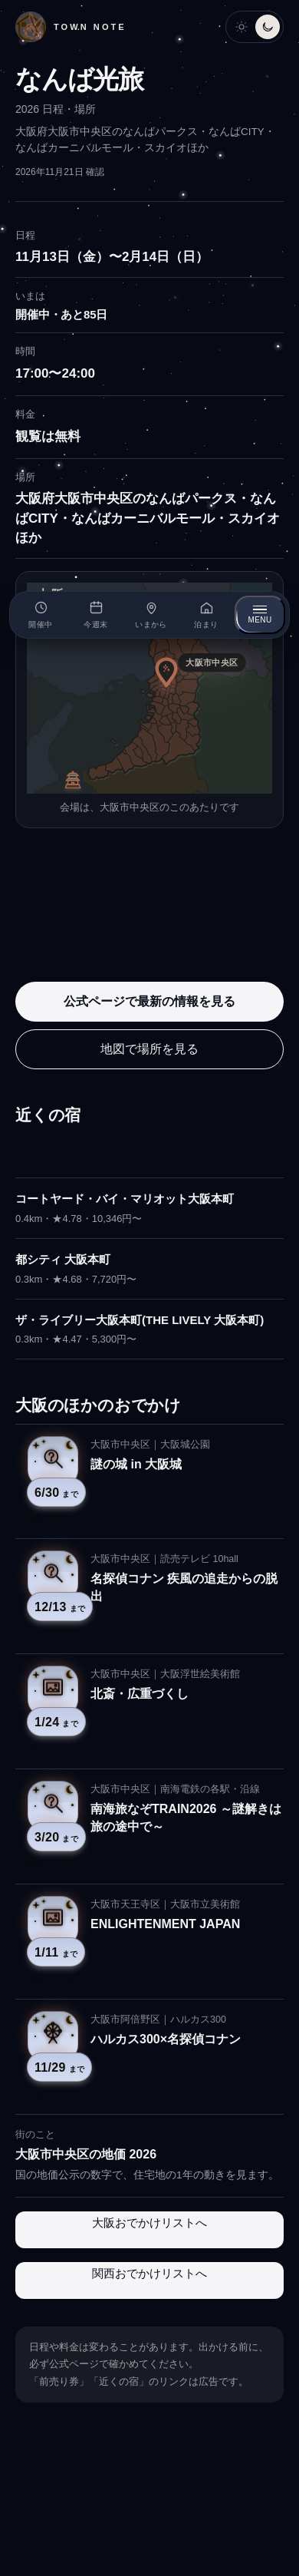 TOWN NOTE
なんば光旅
2026 日程・場所
大阪府大阪市中央区のなんばパークス・なんばCITY・
なんばカーニバルモール・スカイオほか
2026年11月21日 確認
日程
11月13日（金）〜2月14日（日）
いまは
開催中・あと85日
時間
17:00〜24:00
料金
観覧は無料
場所
大阪府大阪市中央区のなんばパークス・なん
ばCITY・なんばカーニバルモール・スカイオ
ほか
開催中
今週末
いまから
泊まり
MENU
大阪市中央区
会場は、大阪市中央区のこのあたりです
公式ページで最新の情報を見る
地図で場所を見る
近くの宿
コートヤード・バイ・マリオット大阪本町
0.4km・★4.78・10,346円〜
都シティ 大阪本町
0.3km・★4.68・7,720円〜
ザ・ライブリー大阪本町(THE LIVELY 大阪本町)
0.3km・★4.47・5,300円〜
大阪のほかのおでかけ
大阪市中央区｜大阪城公園
謎の城 in 大阪城
6/30 まで
大阪市中央区｜読売テレビ 10hall
名探偵コナン 疾風の追走からの脱
出
12/13 まで
大阪市中央区｜大阪浮世絵美術館
北斎・広重づくし
1/24 まで
大阪市中央区｜南海電鉄の各駅・沿線
南海旅なぞTRAIN2026 ～謎解きは
旅の途中で～
3/20 まで
大阪市天王寺区｜大阪市立美術館
ENLIGHTENMENT JAPAN
1/11 まで
大阪市阿倍野区｜ハルカス300
ハルカス300×名探偵コナン
11/29 まで
街のこと
大阪市中央区の地価 2026
国の地価公示の数字で、住宅地の1年の動きを見ます。
大阪おでかけリストへ
関西おでかけリストへ
日程や料金は変わることがあります。出かける前に、
必ず公式ページで確かめてください。
「前売り券」「近くの宿」のリンクは広告です。